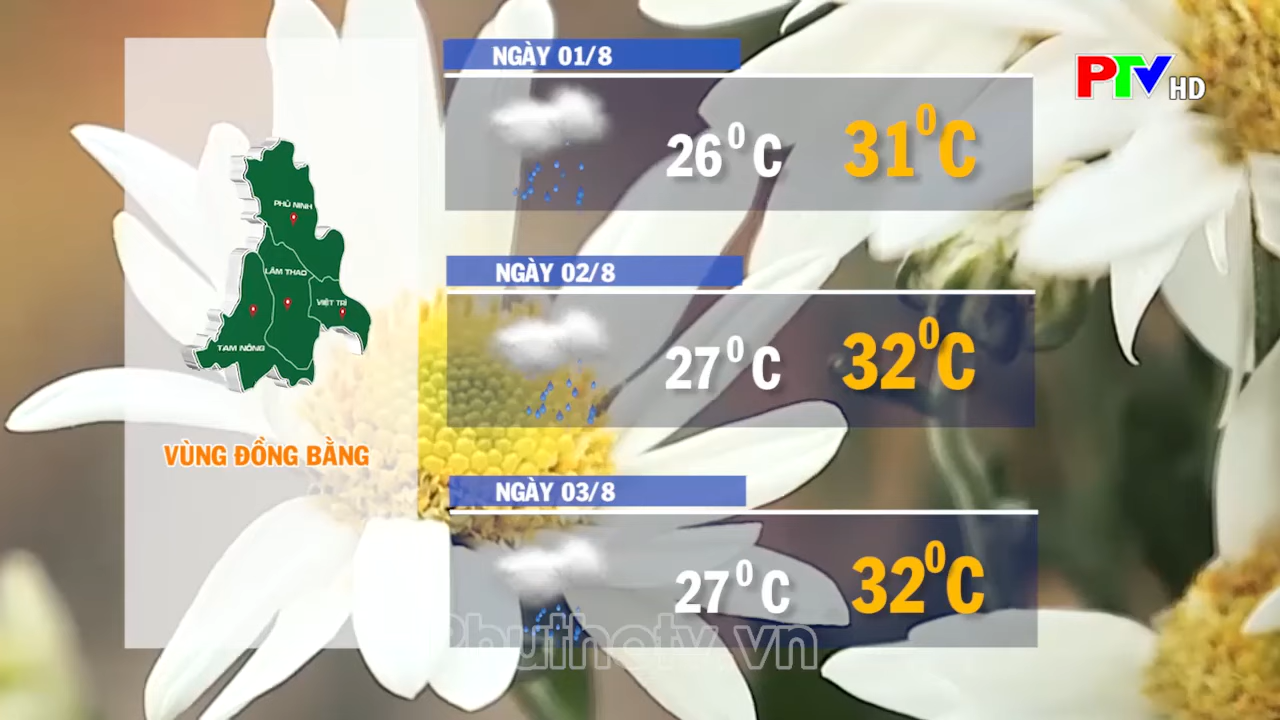 NGÀY 01/8
PTV HD
26⁰C 31⁰C
PHÙ NINH
LÂM THAO
VIỆT TRÌ
TAM NÔNG
VÙNG ĐỒNG BẰNG
NGÀY 02/8
27⁰C 32⁰C
NGÀY 03/8
27⁰C 32⁰C
Phuthotv.vn